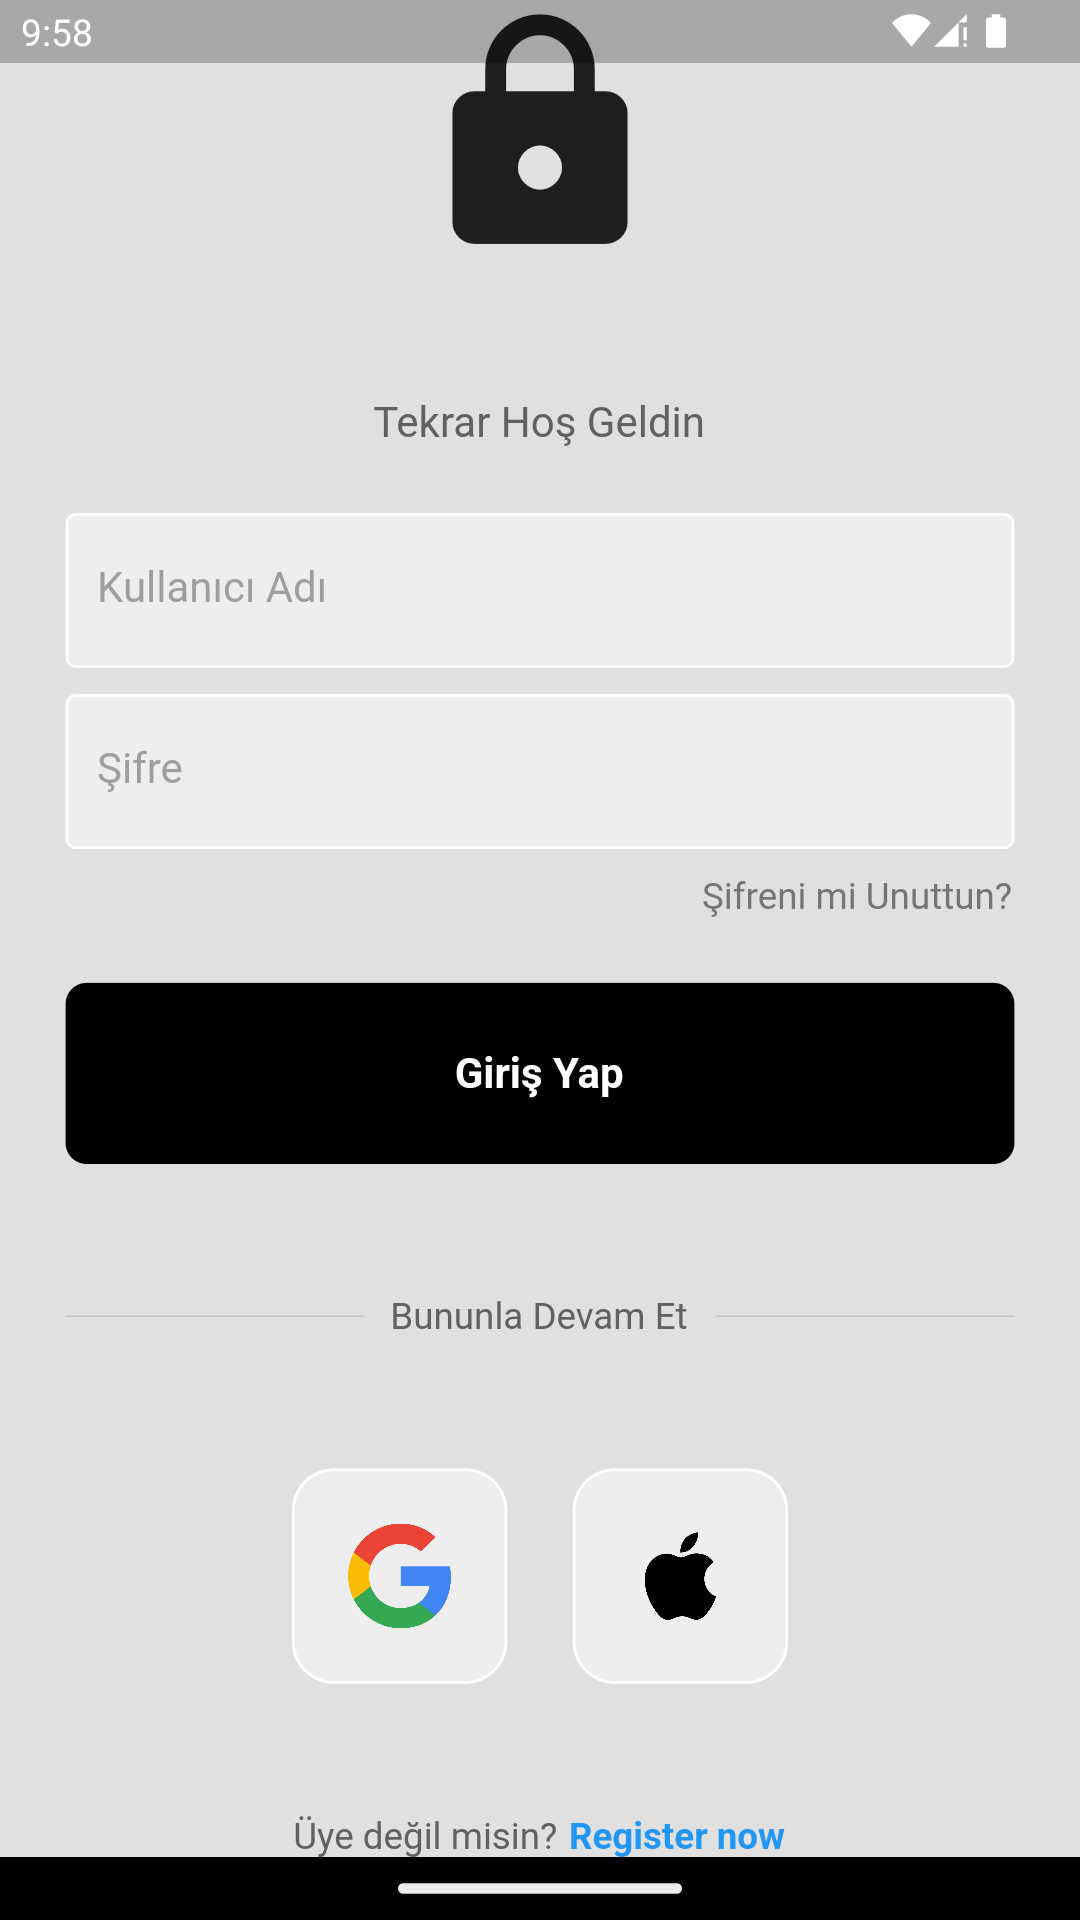 9:58
Tekrar Hoş Geldin
Kullanıcı Adı
Şifre
Şifreni mi Unuttun?
Giriş Yap
Bununla Devam Et
Üye değil misin? Register now